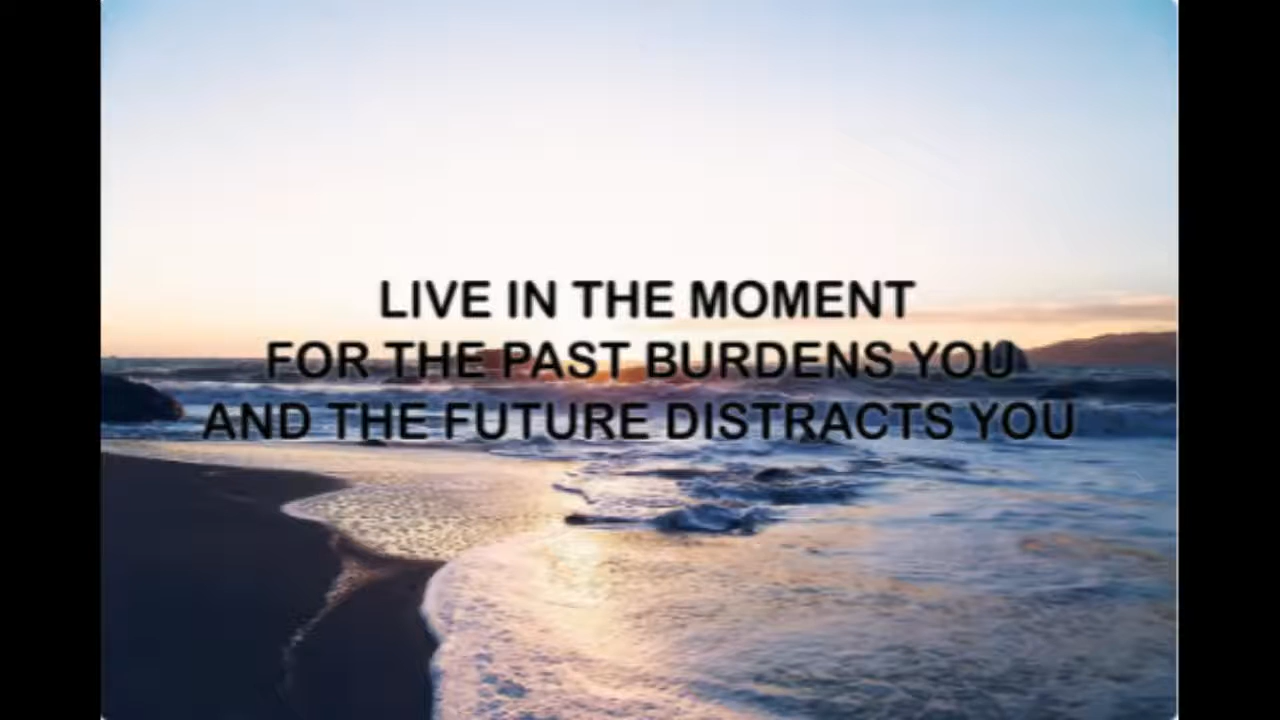 LIVE IN THE MOMENT
FOR THE PAST BURDENS YOU
AND THE FUTURE DISTRACTS YOU